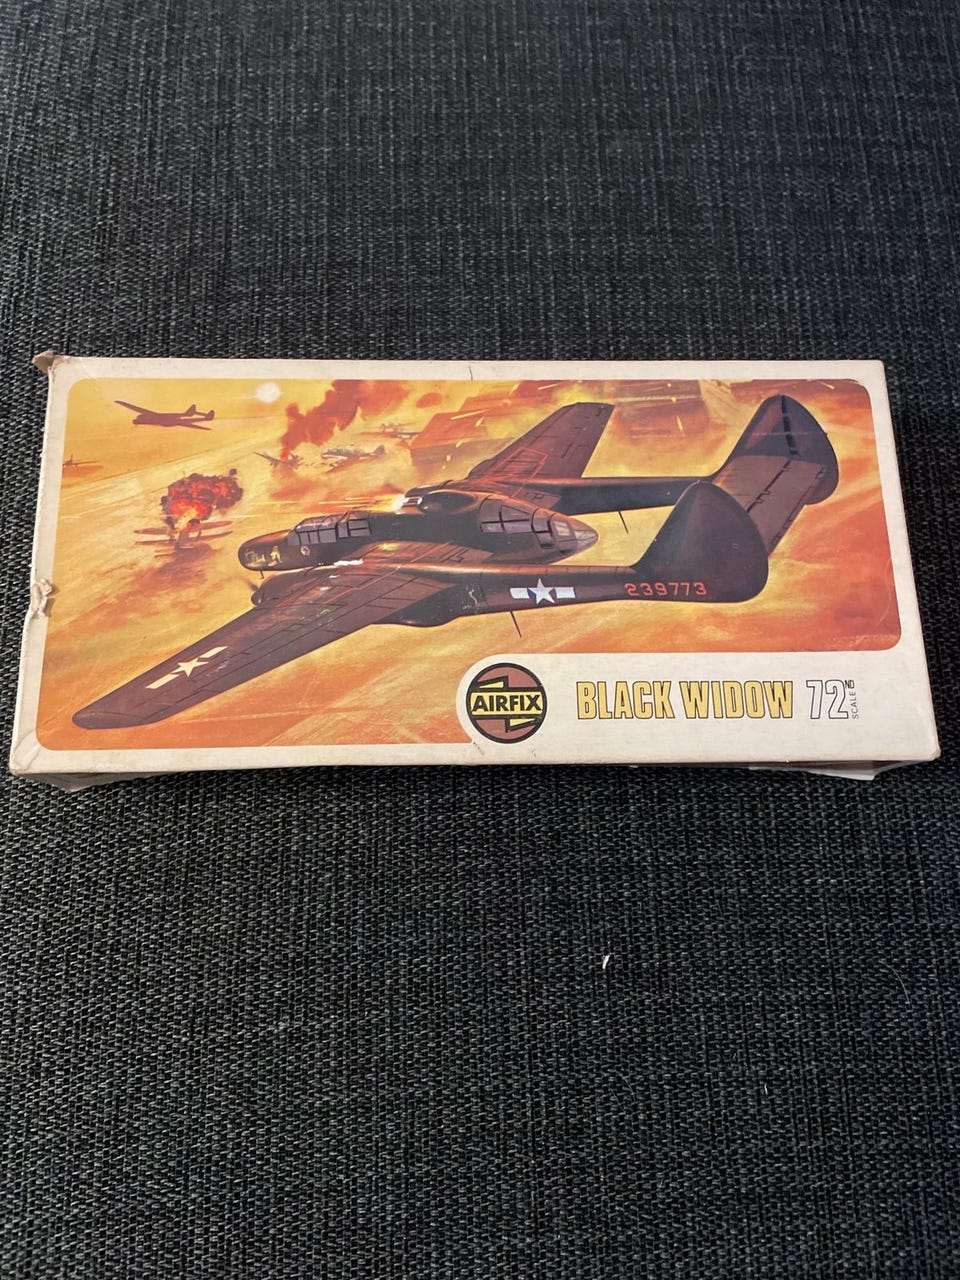 239773
AIRFIX
BLACK WIDOW 72ND SCALE